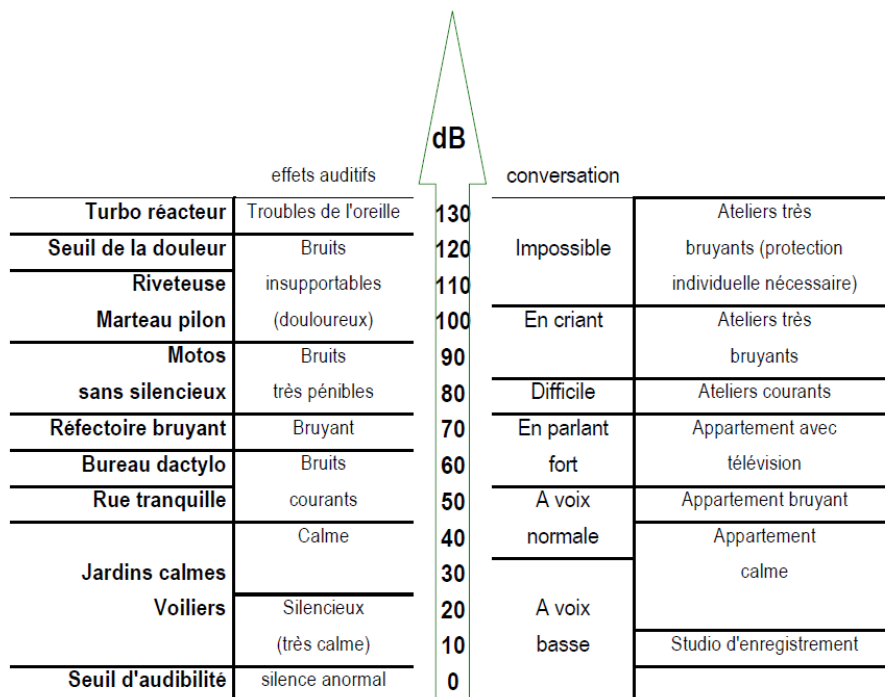 dB
effets auditifs conversation
Turbo réacteur Troubles de l'oreille 130 Ateliers très
Seuil de la douleur Bruits 120 Impossible bruyants (protection
Riveteuse insupportables 110 individuelle nécessaire)
Marteau pilon (douloureux) 100 En criant Ateliers très
Motos Bruits 90 bruyants
sans silencieux très pénibles 80 Difficile Ateliers courants
Réfectoire bruyant Bruyant 70 En parlant Appartement avec
Bureau dactylo Bruits 60 fort télévision
Rue tranquille courants 50 A voix Appartement bruyant
Calme 40 normale Appartement
Jardins calmes 30 calme
Voiliers Silencieux 20 A voix
(très calme) 10 basse Studio d'enregistrement
Seuil d'audibilité silence anormal 0